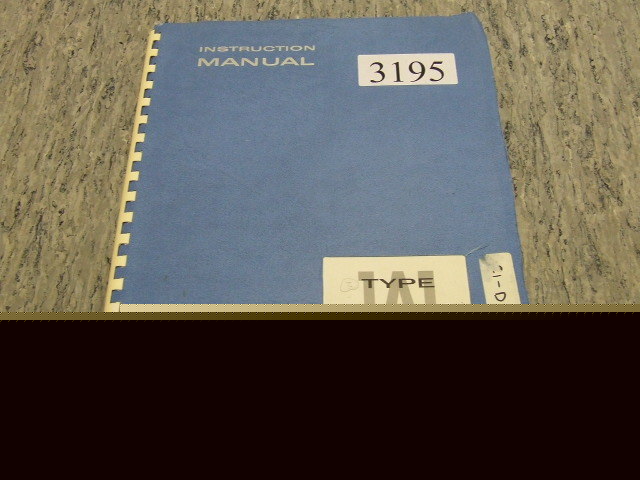 INSTRUCTION
MANUAL
3195
TYPE